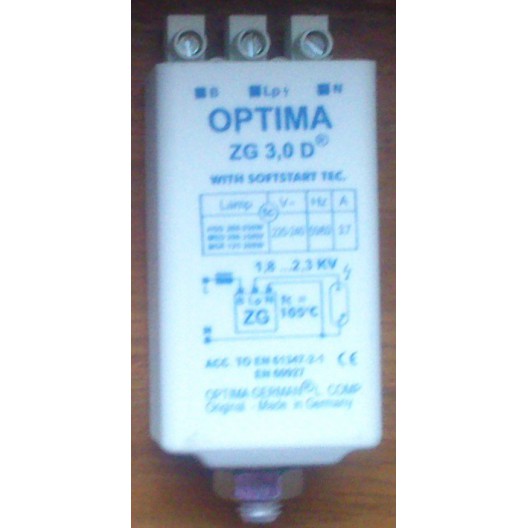 B Lp N
OPTIMA
ZG 3,0 D®
WITH SOFTSTART TEC.
Lamp tc V~ Hz A
220-240 50/60
1,8 ...2,3 KV
L B Lp N tc =
ZG 105°C
N
ACC. TO EN 61347-2-1 CE
EN 60927
OPTIMA GERMAN® L. COMP.
Original - Made in Germany